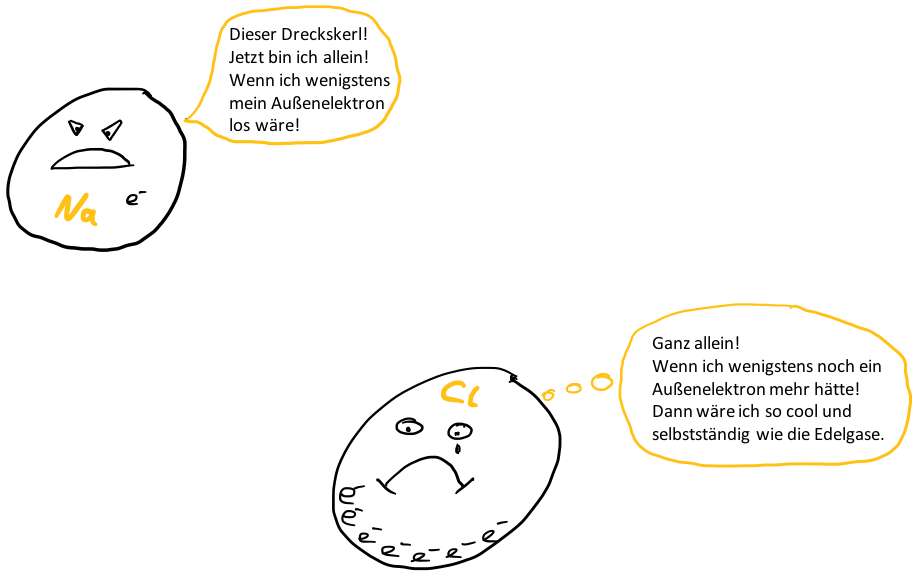 Dieser Dreckskerl!
Jetzt bin ich allein!
Wenn ich wenigstens
mein Außenelektron
los wäre!
Na
e⁻
Ganz allein!
Wenn ich wenigstens noch ein
Außenelektron mehr hätte!
Dann wäre ich so cool und
selbstständig wie die Edelgase.
Cl
e⁻
e⁻
e⁻
e⁻
e⁻
e⁻
e⁻